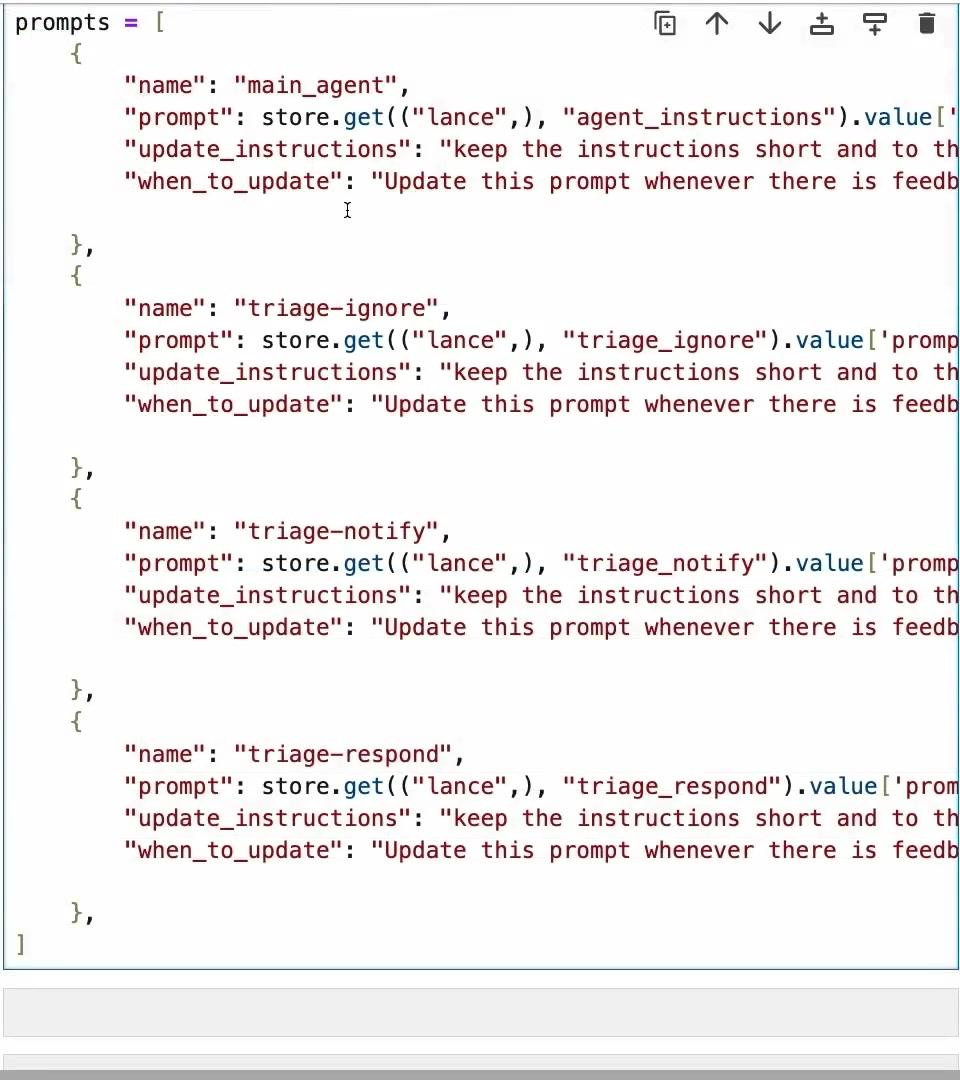 prompts = [
    {
        "name": "main_agent",
        "prompt": store.get(("lance",), "agent_instructions").value['
        "update_instructions": "keep the instructions short and to th
        "when_to_update": "Update this prompt whenever there is feedb

    },
    {
        "name": "triage-ignore",
        "prompt": store.get(("lance",), "triage_ignore").value['promp
        "update_instructions": "keep the instructions short and to th
        "when_to_update": "Update this prompt whenever there is feedb

    },
    {
        "name": "triage-notify",
        "prompt": store.get(("lance",), "triage_notify").value['promp
        "update_instructions": "keep the instructions short and to th
        "when_to_update": "Update this prompt whenever there is feedb

    },
    {
        "name": "triage-respond",
        "prompt": store.get(("lance",), "triage_respond").value['prom
        "update_instructions": "keep the instructions short and to th
        "when_to_update": "Update this prompt whenever there is feedb

    },
]